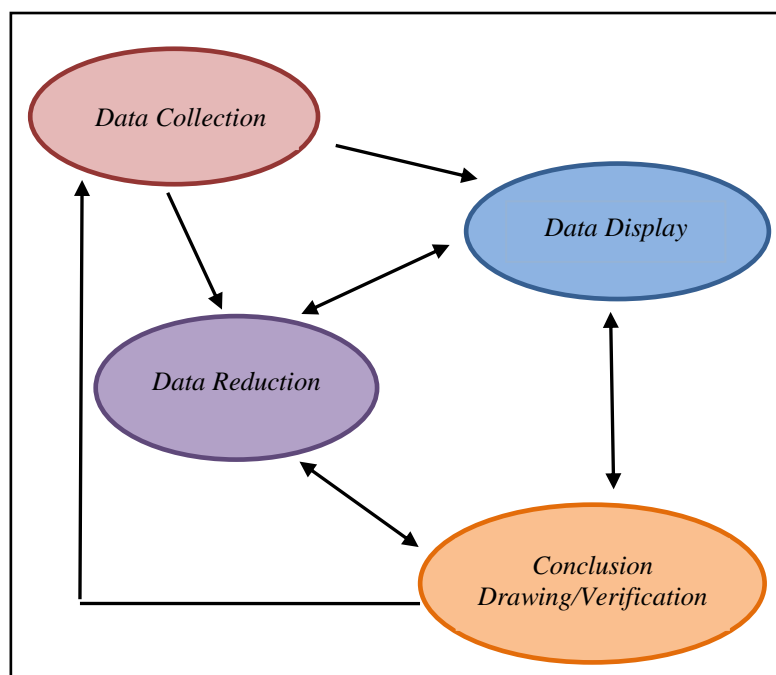 Data Collection
Data Display
Data Reduction
Conclusion
Drawing/Verification